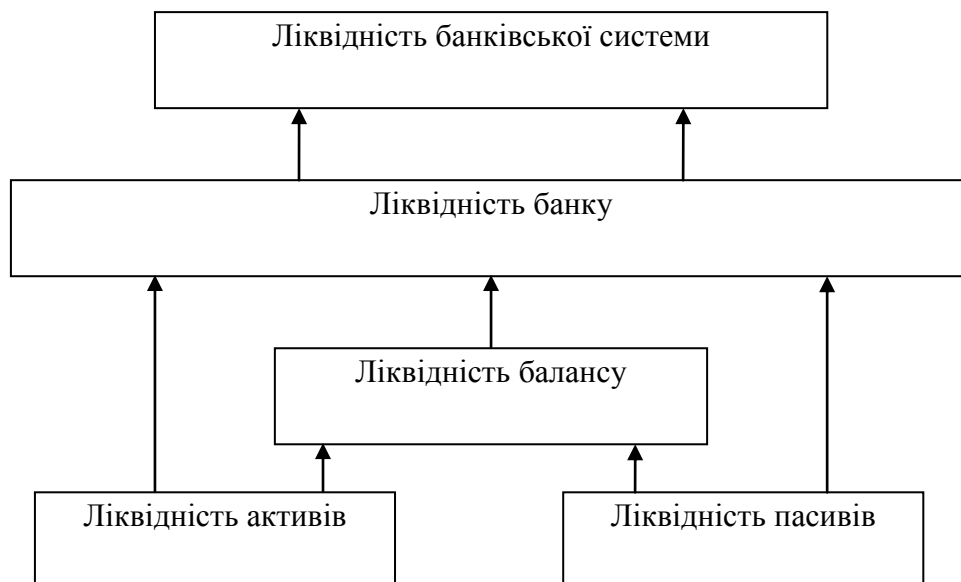 Ліквідність банківської системи
Ліквідність банку
Ліквідність балансу
Ліквідність активів
Ліквідність пасивів